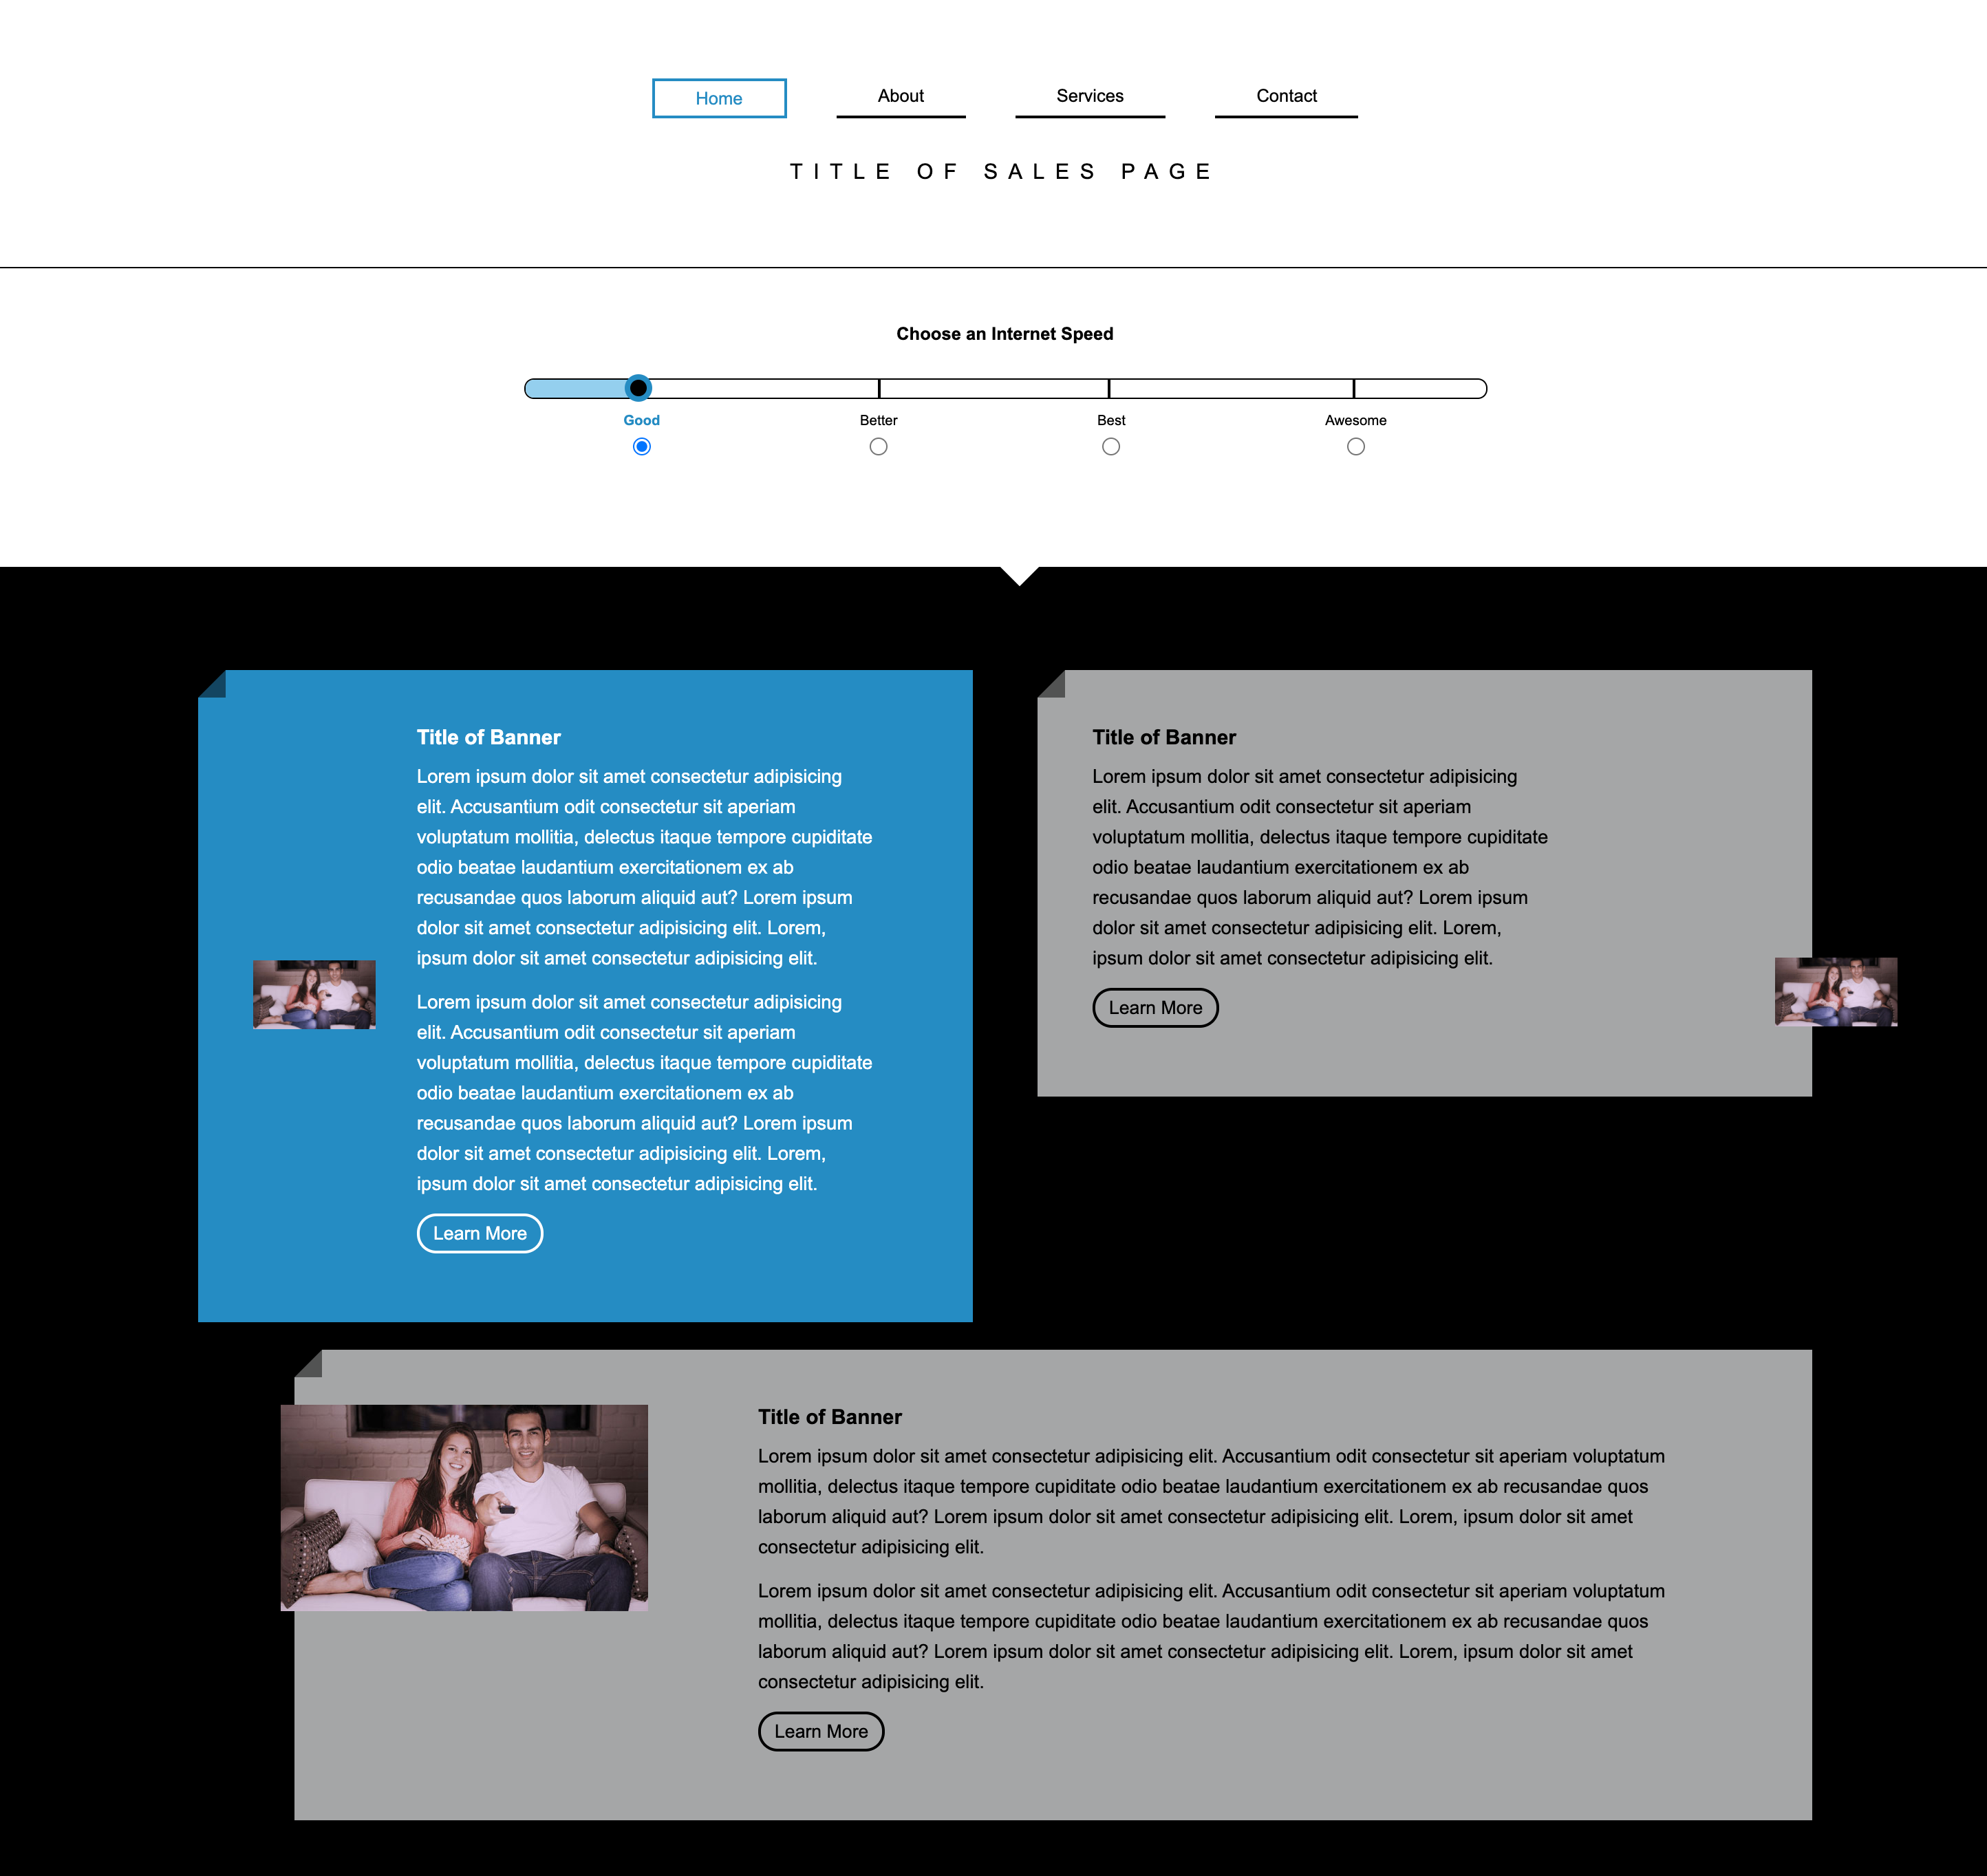 Home
About
Services
Contact
TITLE OF SALES PAGE
Choose an Internet Speed
Good
Better
Best
Awesome
Title of Banner
Lorem ipsum dolor sit amet consectetur adipisicing
elit. Accusantium odit consectetur sit aperiam
voluptatum mollitia, delectus itaque tempore cupiditate
odio beatae laudantium exercitationem ex ab
recusandae quos laborum aliquid aut? Lorem ipsum
dolor sit amet consectetur adipisicing elit. Lorem,
ipsum dolor sit amet consectetur adipisicing elit.
Lorem ipsum dolor sit amet consectetur adipisicing
elit. Accusantium odit consectetur sit aperiam
voluptatum mollitia, delectus itaque tempore cupiditate
odio beatae laudantium exercitationem ex ab
recusandae quos laborum aliquid aut? Lorem ipsum
dolor sit amet consectetur adipisicing elit. Lorem,
ipsum dolor sit amet consectetur adipisicing elit.
Learn More
Title of Banner
Lorem ipsum dolor sit amet consectetur adipisicing
elit. Accusantium odit consectetur sit aperiam
voluptatum mollitia, delectus itaque tempore cupiditate
odio beatae laudantium exercitationem ex ab
recusandae quos laborum aliquid aut? Lorem ipsum
dolor sit amet consectetur adipisicing elit. Lorem,
ipsum dolor sit amet consectetur adipisicing elit.
Learn More
Title of Banner
Lorem ipsum dolor sit amet consectetur adipisicing elit. Accusantium odit consectetur sit aperiam voluptatum
mollitia, delectus itaque tempore cupiditate odio beatae laudantium exercitationem ex ab recusandae quos
laborum aliquid aut? Lorem ipsum dolor sit amet consectetur adipisicing elit. Lorem, ipsum dolor sit amet
consectetur adipisicing elit.
Lorem ipsum dolor sit amet consectetur adipisicing elit. Accusantium odit consectetur sit aperiam voluptatum
mollitia, delectus itaque tempore cupiditate odio beatae laudantium exercitationem ex ab recusandae quos
laborum aliquid aut? Lorem ipsum dolor sit amet consectetur adipisicing elit. Lorem, ipsum dolor sit amet
consectetur adipisicing elit.
Learn More